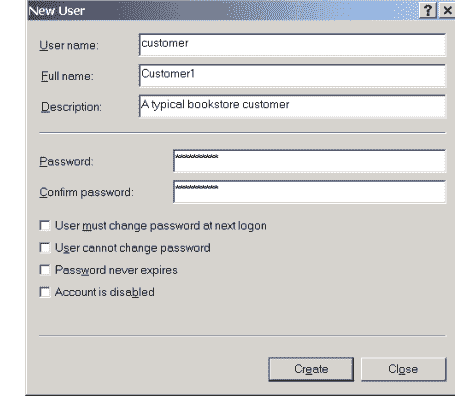 New User
User name: customer
Full name: Customer1
Description: A typical bookstore customer
Password: **********
Confirm password: **********
User must change password at next logon
User cannot change password
Password never expires
Account is disabled
Create Close